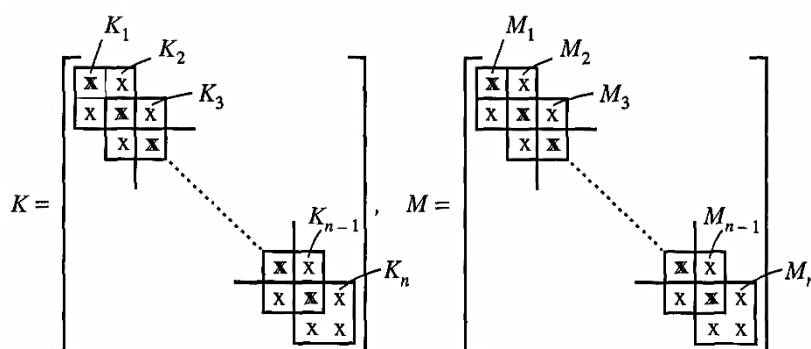 K₁ K₂ M₁ M₂
x x x x
K₃ M₃
x x x x x x
x x x x
K = , M =
Kₙ₋₁ Mₙ₋₁
x x x x
Kₙ
x x x x x x
x x x x